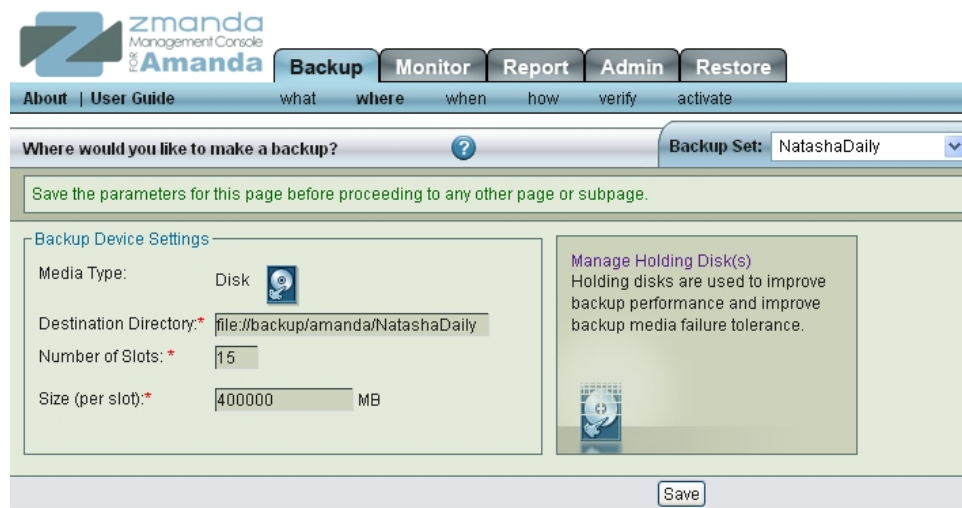 zmanda
Management Console
FOR Amanda
Backup Monitor Report Admin Restore
About | User Guide what where when how verify activate
Where would you like to make a backup? ? Backup Set: NatashaDaily
Save the parameters for this page before proceeding to any other page or subpage.
Backup Device Settings
Media Type: Disk
Destination Directory:* file://backup/amanda/NatashaDaily
Number of Slots: * 15
Size (per slot):* 400000 MB
Manage Holding Disk(s)
Holding disks are used to improve
backup performance and improve
backup media failure tolerance.
Save